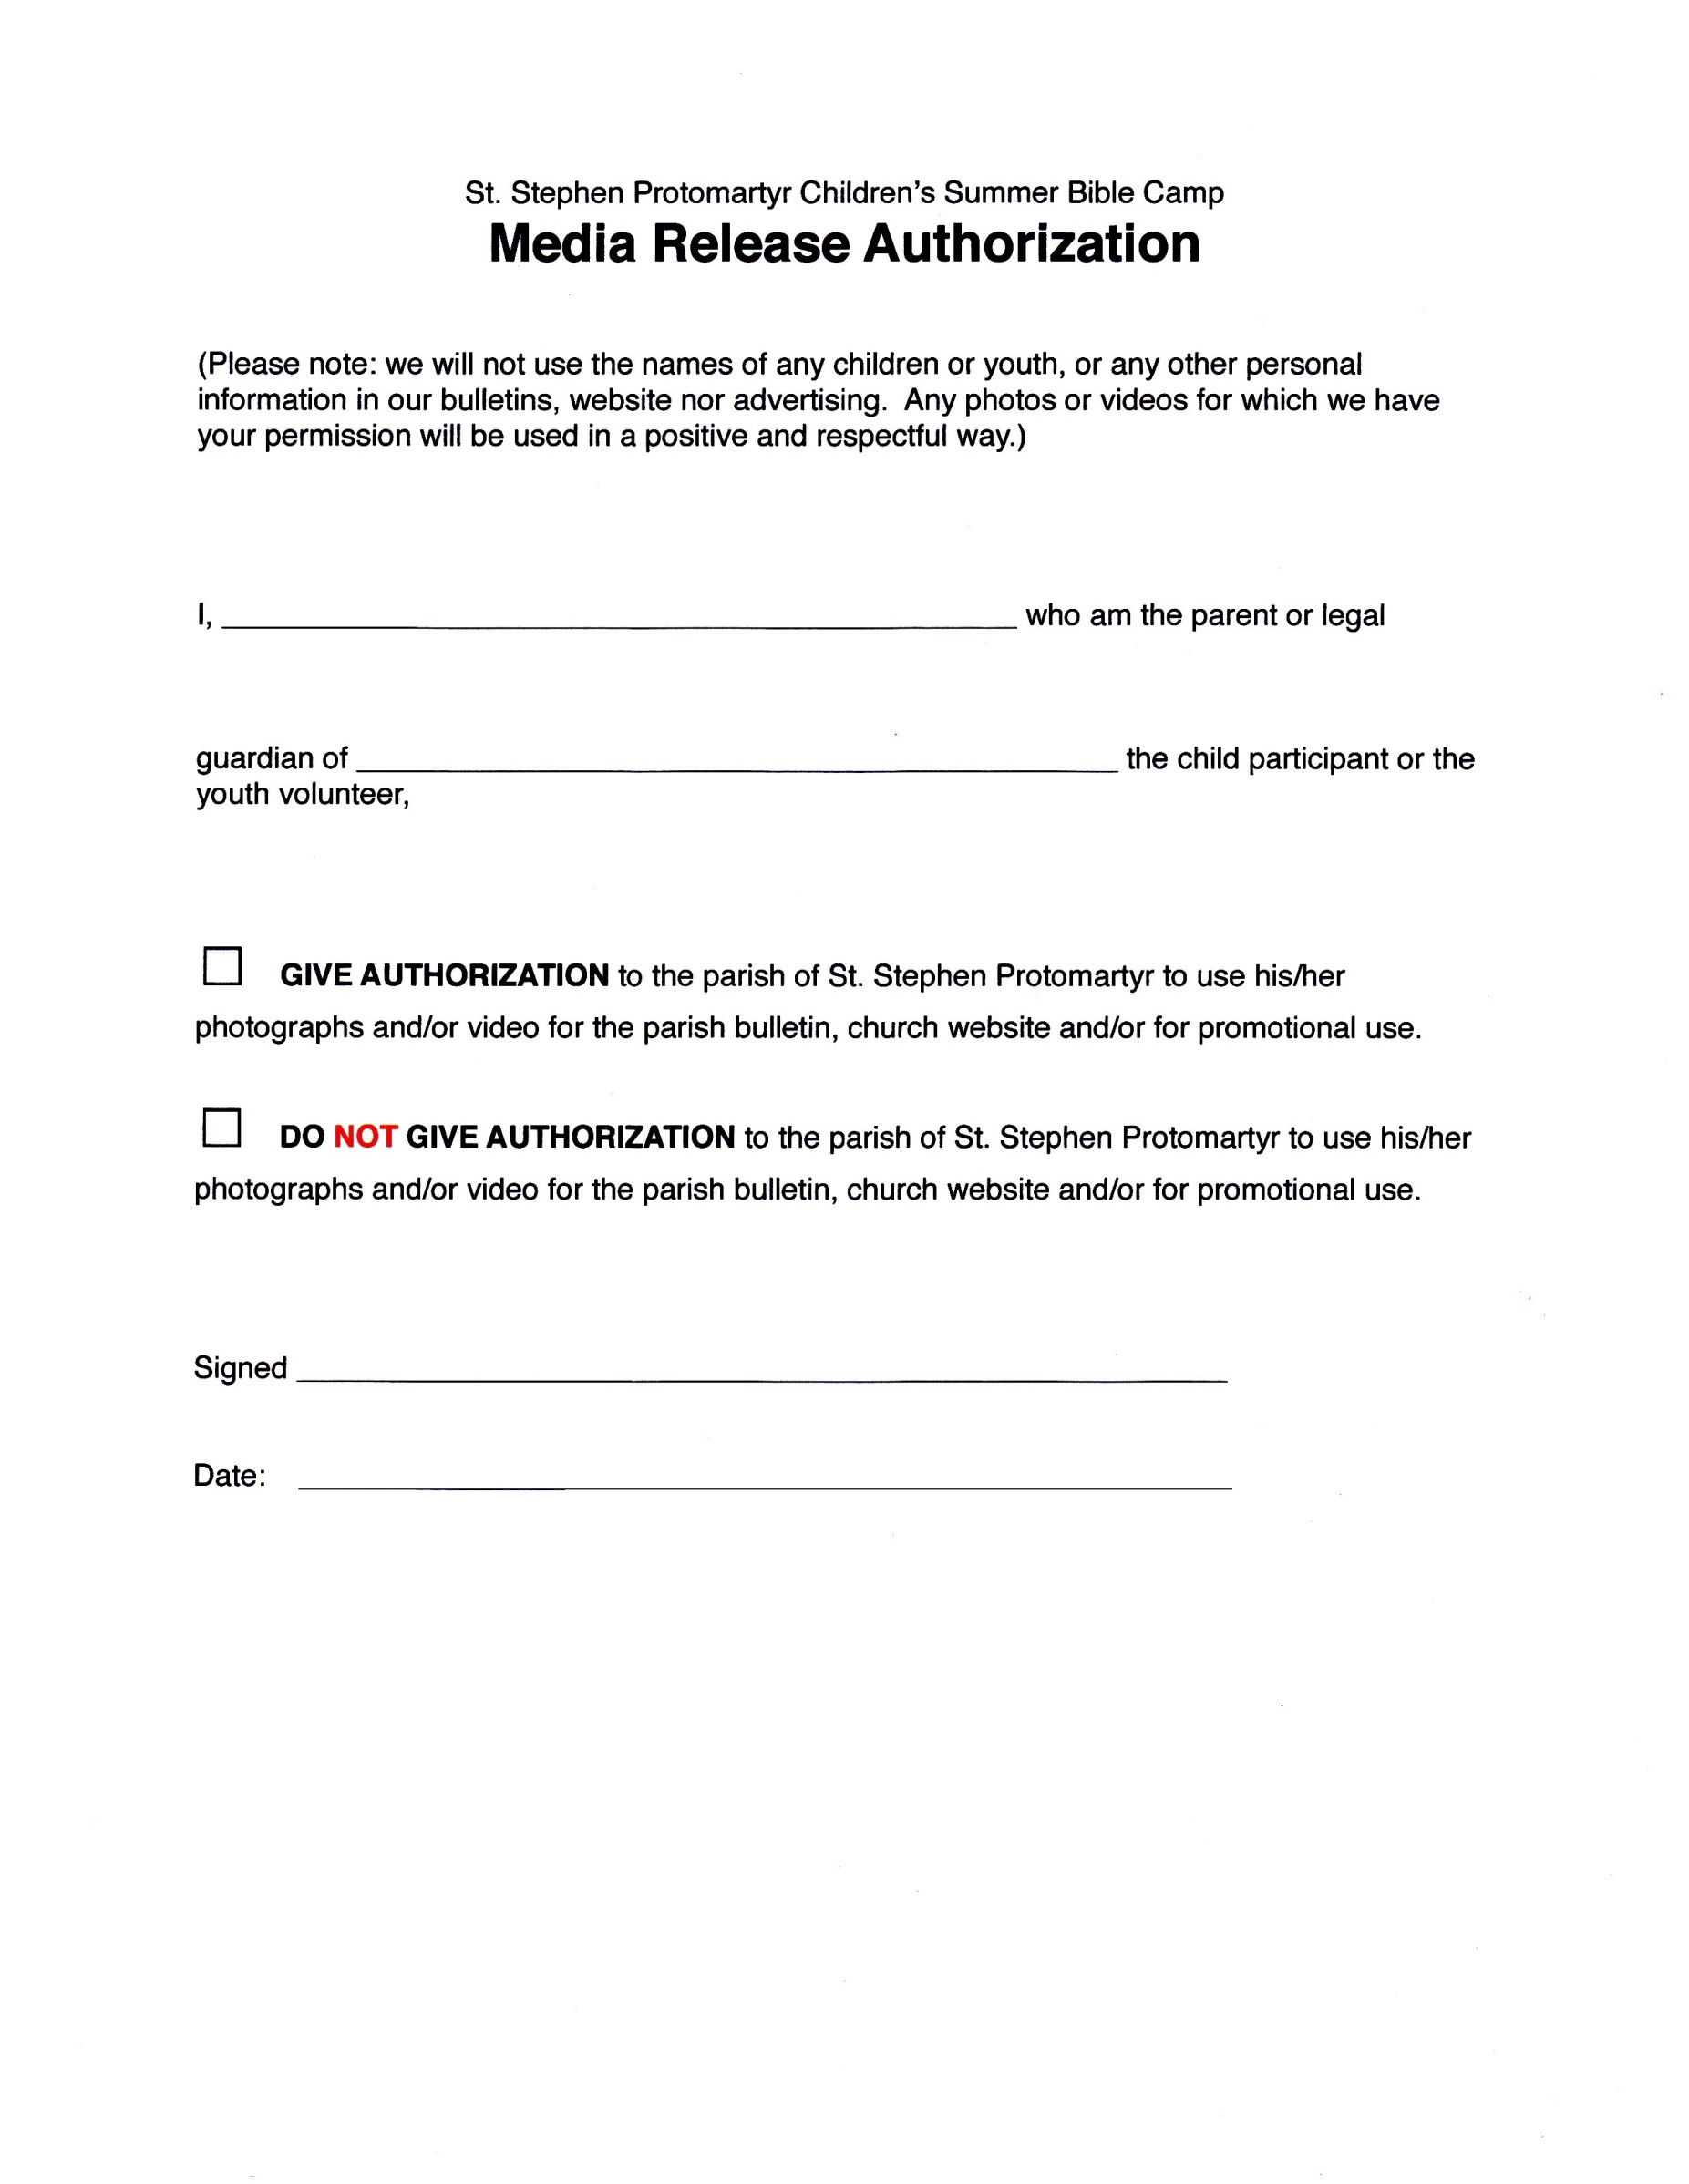 St. Stephen Protomartyr Children's Summer Bible Camp
Media Release Authorization
(Please note: we will not use the names of any children or youth, or any other personal
information in our bulletins, website nor advertising.  Any photos or videos for which we have
your permission will be used in a positive and respectful way.)
I, ______________________________ who am the parent or legal
guardian of ______________________________ the child participant or the
youth volunteer,
☐ GIVE AUTHORIZATION to the parish of St. Stephen Protomartyr to use his/her
photographs and/or video for the parish bulletin, church website and/or for promotional use.
☐ DO NOT GIVE AUTHORIZATION to the parish of St. Stephen Protomartyr to use his/her
photographs and/or video for the parish bulletin, church website and/or for promotional use.
Signed ______________________________
Date: ______________________________